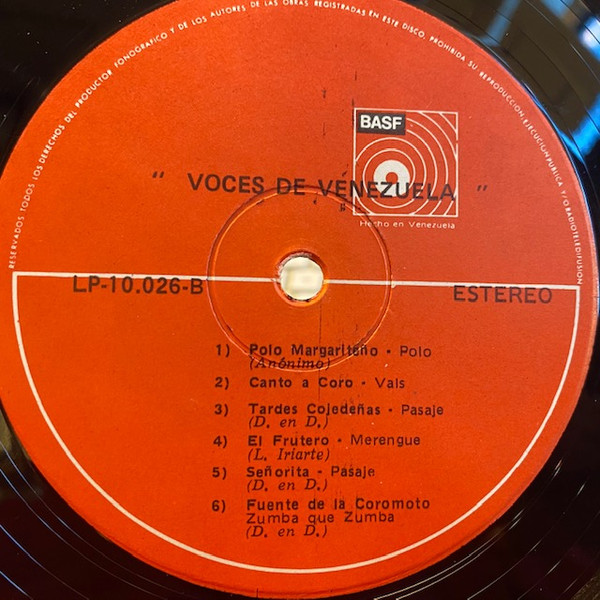 RESERVADOS TODOS LOS DERECHOS DEL PRODUCTOR FONOGRAFICO Y DE LOS AUTORES DE LAS OBRAS REGISTRADAS EN ESTE DISCO, PROHIBIDA SU REPRODUCCION, EJECUCION PUBLICA Y/O RADIOTELEDIFUSION
BASF
" VOCES DE VENEZUELA "
Hecho en Venezuela
LP-10.026-B ESTEREO
1) Polo Margariteño - Polo
(Anónimo)
2) Canto a Coro - Vals
3) Tardes Cojedeñas - Pasaje
(D. en D.)
4) El Frutero - Merengue
(L. Iriarte)
5) Señorita - Pasaje
(D. en D.)
6) Fuente de la Coromoto
Zumba que Zumba
(D. en D.)